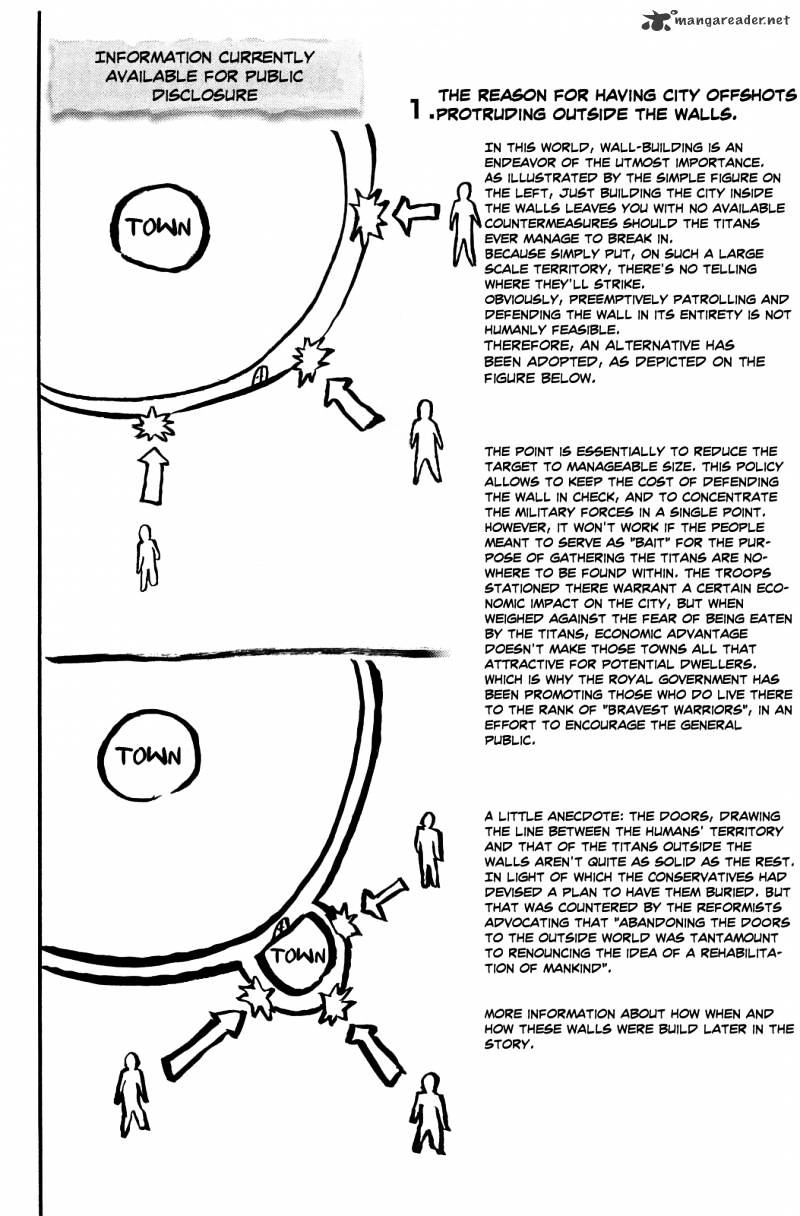 mangareader.net
INFORMATION CURRENTLY
AVAILABLE FOR PUBLIC
DISCLOSURE
1. THE REASON FOR HAVING CITY OFFSHOTS
PROTRUDING OUTSIDE THE WALLS.
IN THIS WORLD, WALL-BUILDING IS AN
ENDEAVOR OF THE UTMOST IMPORTANCE.
AS ILLUSTRATED BY THE SIMPLE FIGURE ON
THE LEFT, JUST BUILDING THE CITY INSIDE
THE WALLS LEAVES YOU WITH NO AVAILABLE
COUNTERMEASURES SHOULD THE TITANS
EVER MANAGE TO BREAK IN.
BECAUSE SIMPLY PUT, ON SUCH A LARGE
SCALE TERRITORY, THERE'S NO TELLING
WHERE THEY'LL STRIKE.
OBVIOUSLY, PREEMPTIVELY PATROLLING AND
DEFENDING THE WALL IN ITS ENTIRETY IS NOT
HUMANLY FEASIBLE.
THEREFORE, AN ALTERNATIVE HAS
BEEN ADOPTED, AS DEPICTED ON THE
FIGURE BELOW.
TOWN
THE POINT IS ESSENTIALLY TO REDUCE THE
TARGET TO MANAGEABLE SIZE. THIS POLICY
ALLOWS TO KEEP THE COST OF DEFENDING
THE WALL IN CHECK, AND TO CONCENTRATE
THE MILITARY FORCES IN A SINGLE POINT.
HOWEVER, IT WON'T WORK IF THE PEOPLE
MEANT TO SERVE AS "BAIT" FOR THE PUR-
POSE OF GATHERING THE TITANS ARE NO-
WHERE TO BE FOUND WITHIN. THE TROOPS
STATIONED THERE WARRANT A CERTAIN ECO-
NOMIC IMPACT ON THE CITY, BUT WHEN
WEIGHED AGAINST THE FEAR OF BEING EATEN
BY THE TITANS, ECONOMIC ADVANTAGE
DOESN'T MAKE THOSE TOWNS ALL THAT
ATTRACTIVE FOR POTENTIAL DWELLERS.
WHICH IS WHY THE ROYAL GOVERNMENT HAS
BEEN PROMOTING THOSE WHO DO LIVE THERE
TO THE RANK OF "BRAVEST WARRIORS", IN AN
EFFORT TO ENCOURAGE THE GENERAL
PUBLIC.
TOWN
TOWN
A LITTLE ANECDOTE: THE DOORS, DRAWING
THE LINE BETWEEN THE HUMANS' TERRITORY
AND THAT OF THE TITANS OUTSIDE THE
WALLS AREN'T QUITE AS SOLID AS THE REST.
IN LIGHT OF WHICH THE CONSERVATIVES HAD
DEVISED A PLAN TO HAVE THEM BURIED. BUT
THAT WAS COUNTERED BY THE REFORMISTS
ADVOCATING THAT "ABANDONING THE DOORS
TO THE OUTSIDE WORLD WAS TANTAMOUNT
TO RENOUNCING THE IDEA OF A REHABILITA-
TION OF MANKIND".
MORE INFORMATION ABOUT HOW WHEN AND
HOW THESE WALLS WERE BUILD LATER IN THE
STORY.